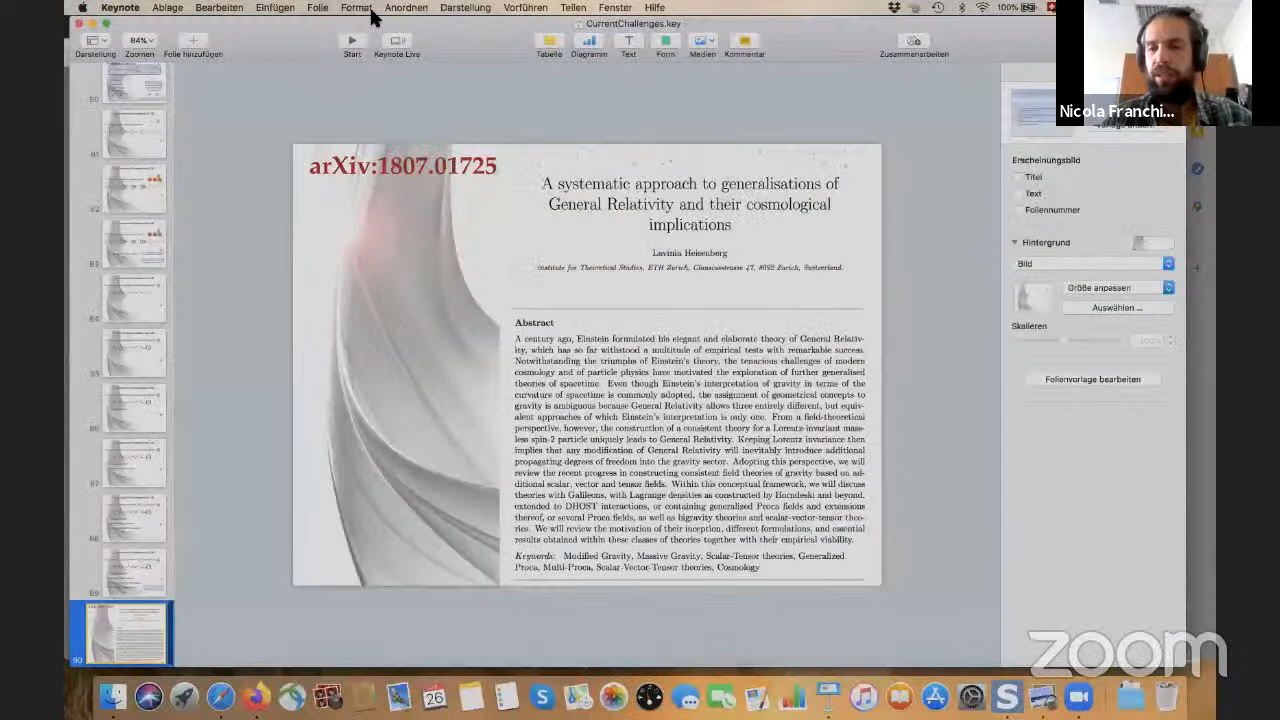 Keynote Ablage Bearbeiten Einfügen Folie Format Anordnen Darstellung Vorführen Teilen Fenster Hilfe
100%
CurrentChallenges.key
84%
Darstellung Zoomen Folie hinzufügen Start Keynote Live Tabelle Diagramm Text Form Medien Kommentar Zusammenarbeiten
Nicola Franchi...
arXiv:1807.01725
A systematic approach to generalisations of
General Relativity and their cosmological
implications
Lavinia Heisenberg
Institute for Theoretical Studies, ETH Zurich, Clausiusstrasse 47, 8092 Zurich, Switzerland.
Abstract
A century ago, Einstein formulated his elegant and elaborate theory of General Relativ-
ity, which has so far withstood a multitude of empirical tests with remarkable success.
Notwithstanding the triumphs of Einstein's theory, the tenacious challenges of modern
cosmology and of particle physics have motivated the exploration of further generalised
theories of spacetime. Even though Einstein's interpretation of gravity in terms of the
curvature of spacetime is commonly adopted, the assignment of geometrical concepts to
gravity is ambiguous because General Relativity allows three entirely different, but equiv-
alent approaches of which Einstein's interpretation is only one. From a field-theoretical
perspective, however, the construction of a consistent theory for a Lorentz-invariant mass-
less spin-2 particle uniquely leads to General Relativity. Keeping Lorentz invariance then
implies that any modification of General Relativity will inevitably introduce additional
propagating degrees of freedom into the gravity sector. Adopting this perspective, we will
review the recent progress in constructing consistent field theories of gravity based on ad-
ditional scalar, vector and tensor fields. Within this conceptual framework, we will discuss
theories with Galileons, with Lagrange densities as constructed by Horndeski and beyond,
extended to DHOST interactions, or containing generalized Proca fields and extensions
thereof, or several Proca fields, as well as bigravity theories and scalar-vector-tensor theo-
ries. We will review the motivation of their inception, different formulations, and essential
results obtained within these classes of theories together with their empirical viability.
Keywords: Modified Gravity, Massive Gravity, Scalar-Tensor theories, Generalized
Proca, Multi-Proca, Scalar-Vector-Tensor theories, Cosmology
Erscheinungsbild
Titel
Text
Foliennummer
Hintergrund
Bild
Größe anpassen
Auswählen ...
Skalieren
100%
Folienvorlage bearbeiten
80
81
82
83
84
85
86
87
88
89
90
zoom
26